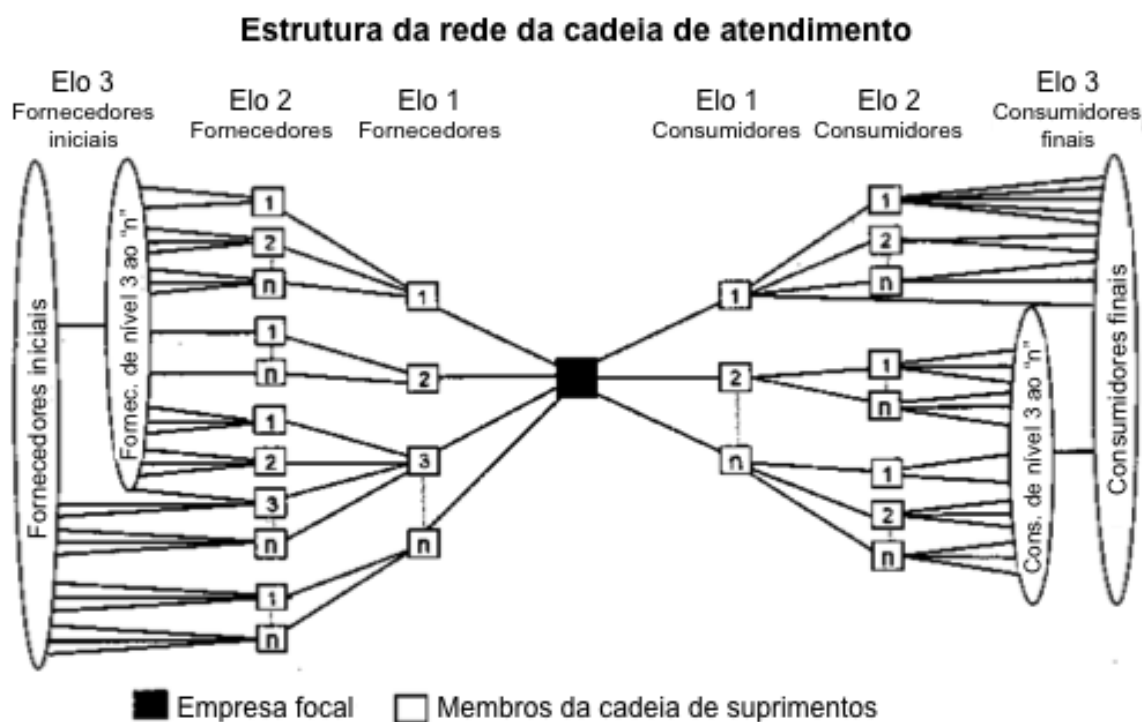 Estrutura da rede da cadeia de atendimento
Elo 3
Fornecedores
iniciais
Elo 2
Fornecedores
Elo 1
Fornecedores
Elo 1
Consumidores
Elo 2
Consumidores
Elo 3
Consumidores
finais
Fornecedores iniciais
Fornec. de nível 3 ao "n"
1
2
n
1
n
1
2
3
n
1
n
1
2
3
n
1
2
n
1
2
n
1
n
1
2
n
Cons. de nível 3 ao "n"
Consumidores finais
Empresa focal
Membros da cadeia de suprimentos